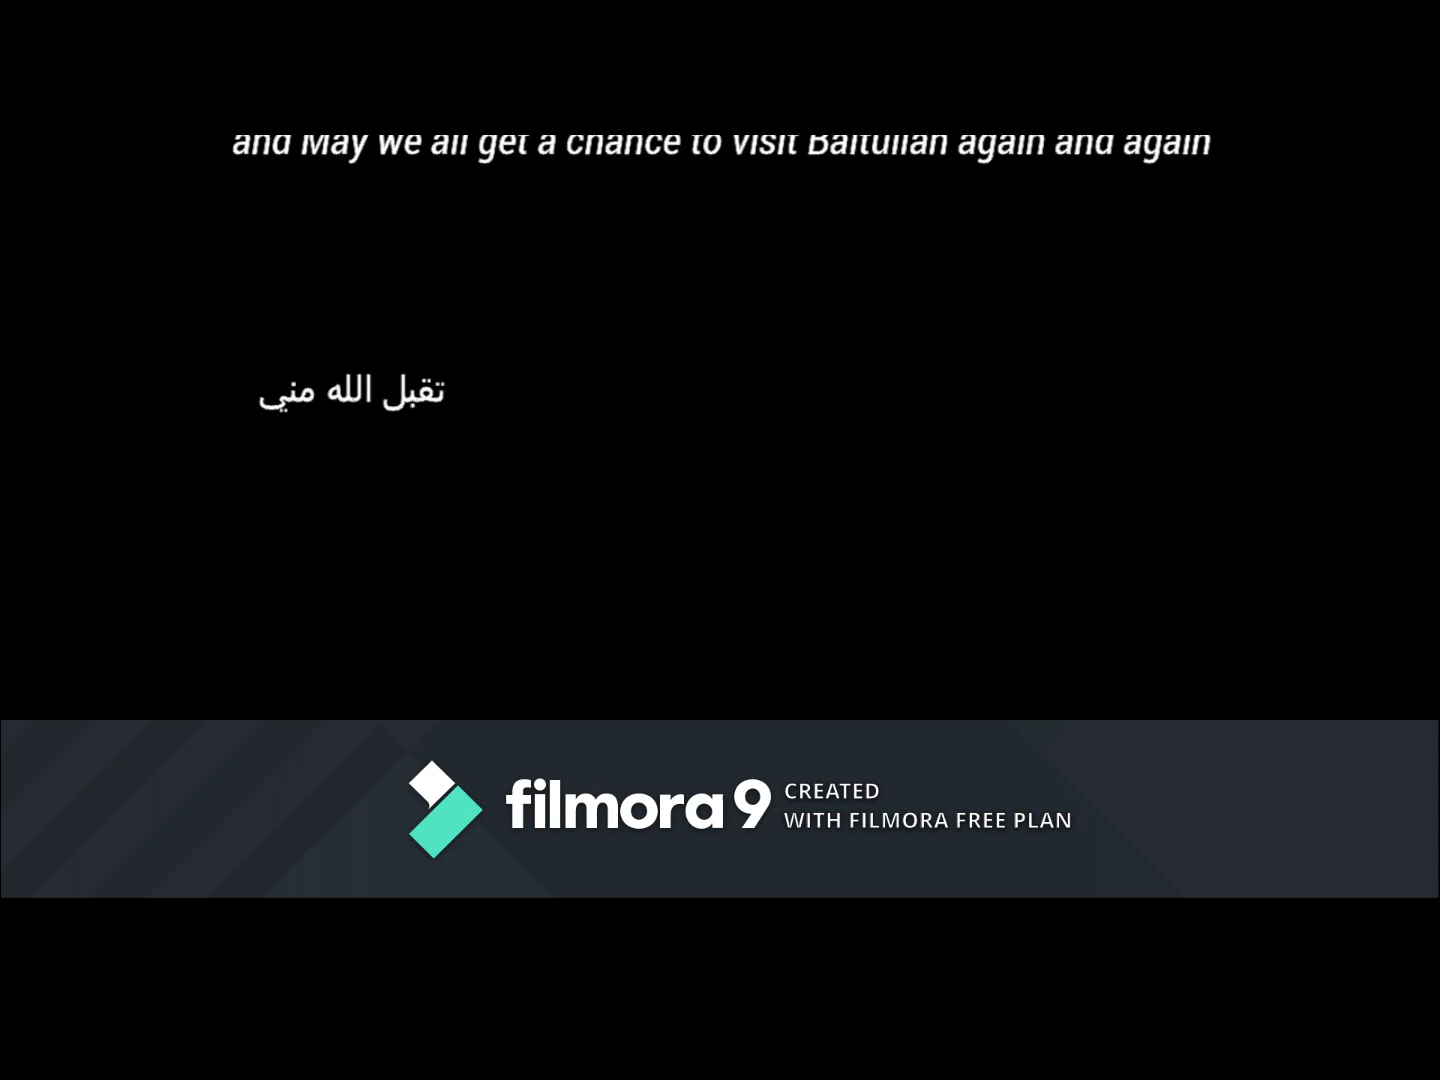 and May we all get a chance to visit Baitullah again and again
تقبل الله مني
filmora 9
CREATED
WITH FILMORA FREE PLAN